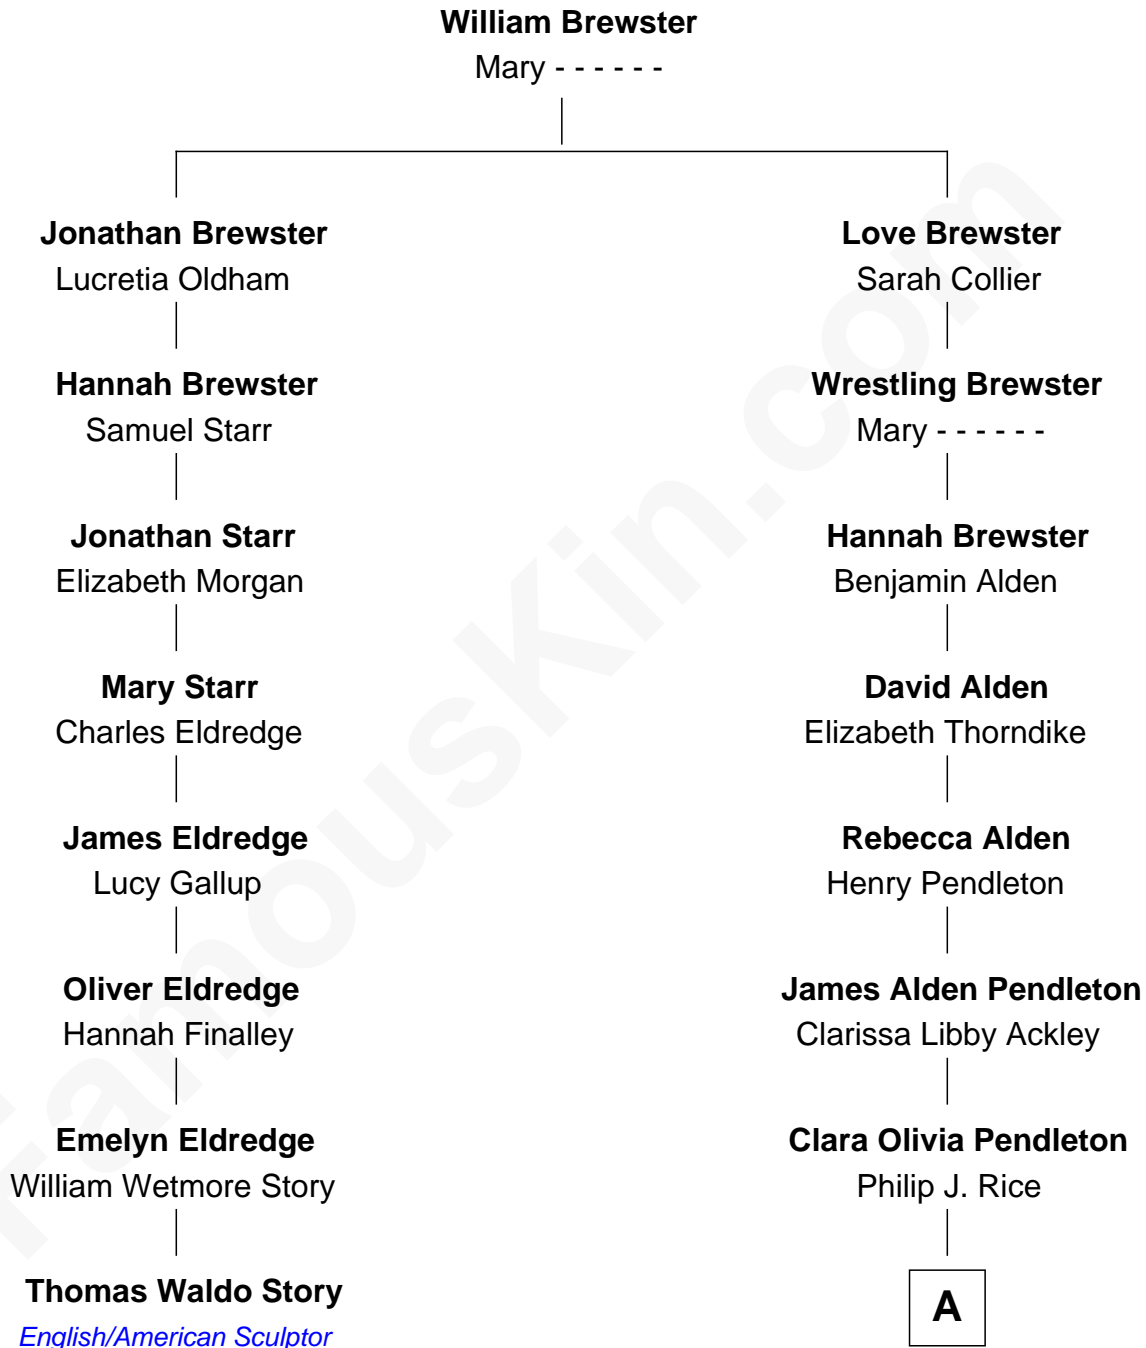 William Brewster
Mary - - - - - -
Jonathan Brewster
Lucretia Oldham
Love Brewster
Sarah Collier
Hannah Brewster
Samuel Starr
Wrestling Brewster
Mary - - - - - -
Jonathan Starr
Elizabeth Morgan
Hannah Brewster
Benjamin Alden
Mary Starr
Charles Eldredge
David Alden
Elizabeth Thorndike
James Eldredge
Lucy Gallup
Rebecca Alden
Henry Pendleton
Oliver Eldredge
Hannah Finalley
James Alden Pendleton
Clarissa Libby Ackley
Emelyn Eldredge
William Wetmore Story
Clara Olivia Pendleton
Philip J. Rice
Thomas Waldo Story
English/American Sculptor
A
FamousKin.com